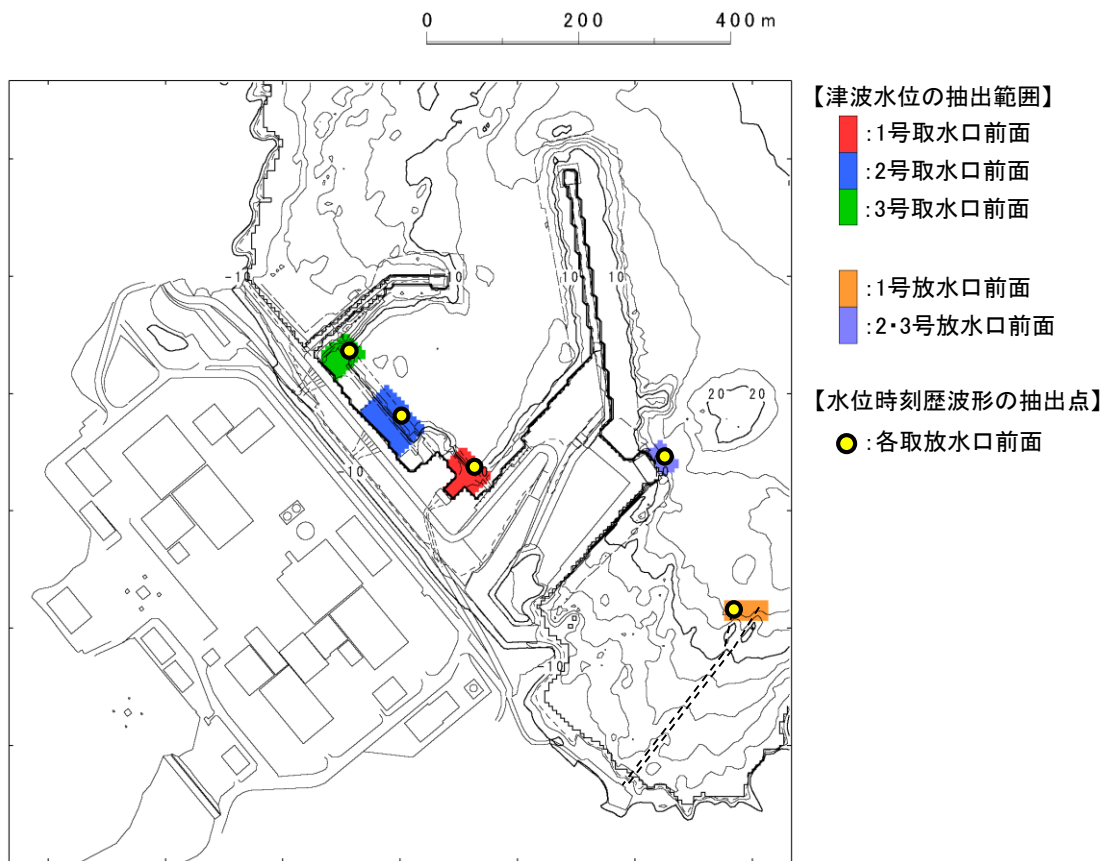 0 200 400m
【津波水位の抽出範囲】
:1号取水口前面
:2号取水口前面
:3号取水口前面
:1号放水口前面
:2・3号放水口前面
【水位時刻歴波形の抽出点】
:各取放水口前面
-10
10
10
10
20 20
-10
-10